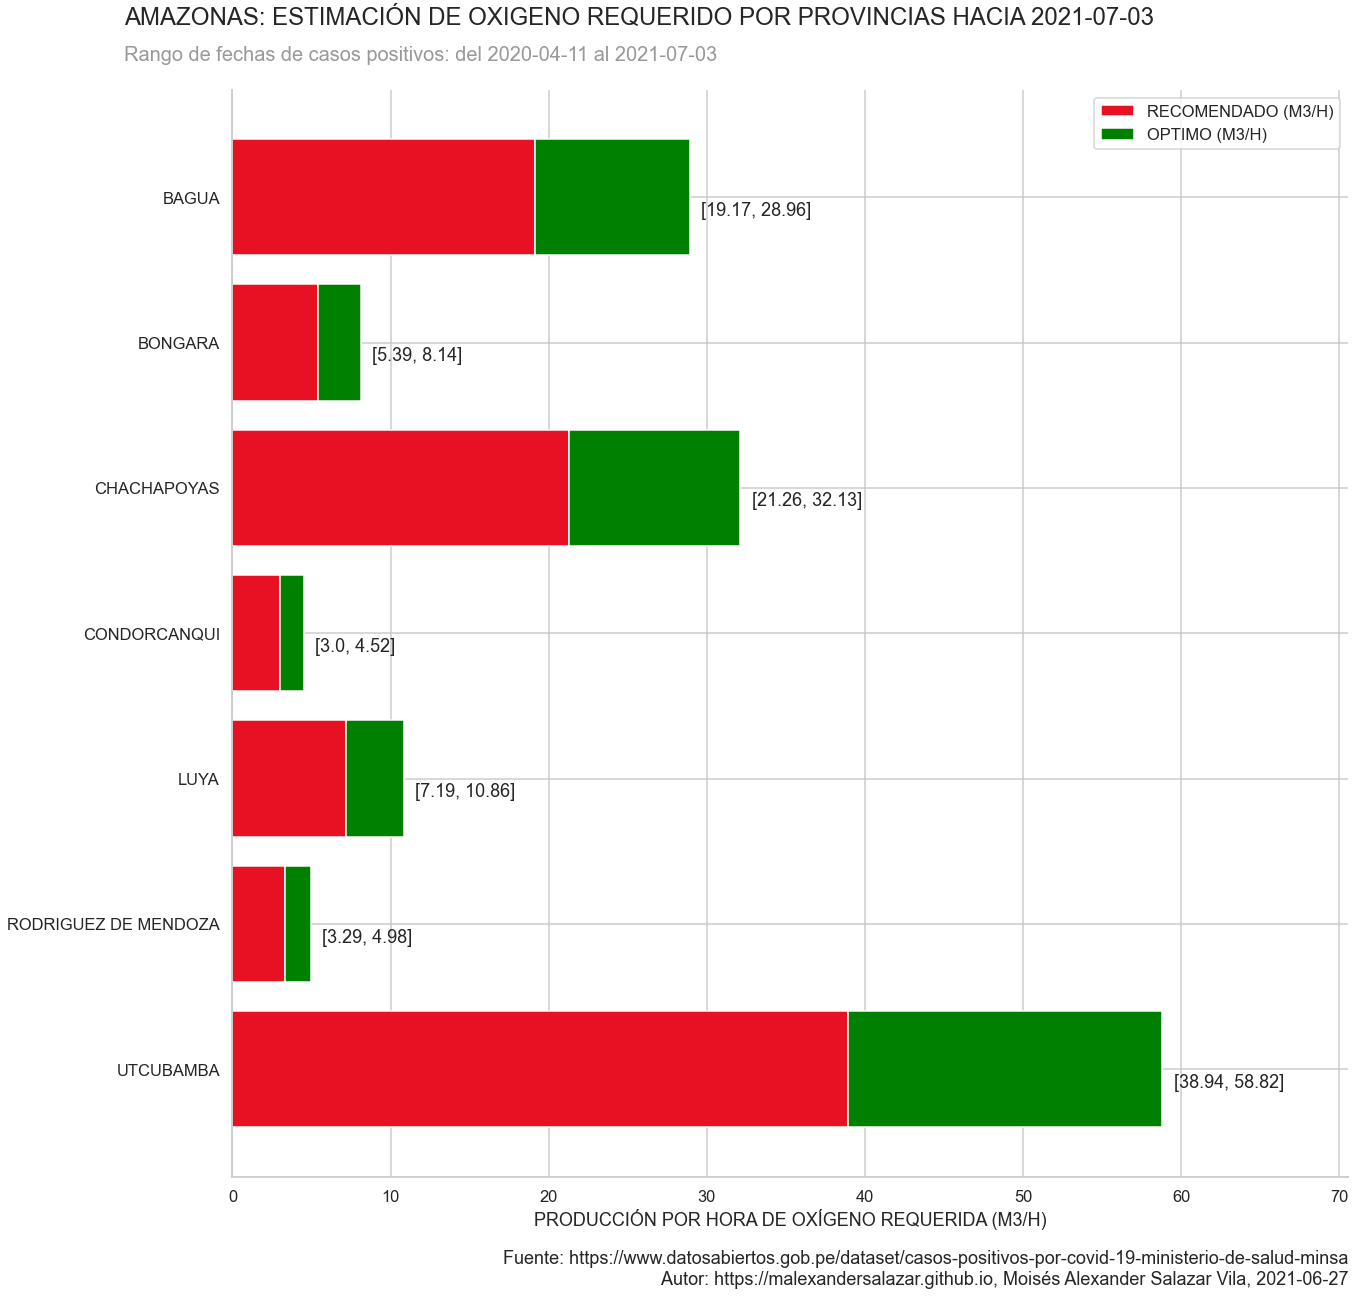 AMAZONAS: ESTIMACIÓN DE OXIGENO REQUERIDO POR PROVINCIAS HACIA 2021-07-03
Rango de fechas de casos positivos: del 2020-04-11 al 2021-07-03
RECOMENDADO (M3/H)
OPTIMO (M3/H)
BAGUA
[19.17, 28.96]
BONGARA
[5.39, 8.14]
CHACHAPOYAS
[21.26, 32.13]
CONDORCANQUI
[3.0, 4.52]
LUYA
[7.19, 10.86]
RODRIGUEZ DE MENDOZA
[3.29, 4.98]
UTCUBAMBA
[38.94, 58.82]
0 10 20 30 40 50 60 70
PRODUCCIÓN POR HORA DE OXÍGENO REQUERIDA (M3/H)
Fuente: https://www.datosabiertos.gob.pe/dataset/casos-positivos-por-covid-19-ministerio-de-salud-minsa
Autor: https://malexandersalazar.github.io, Moisés Alexander Salazar Vila, 2021-06-27